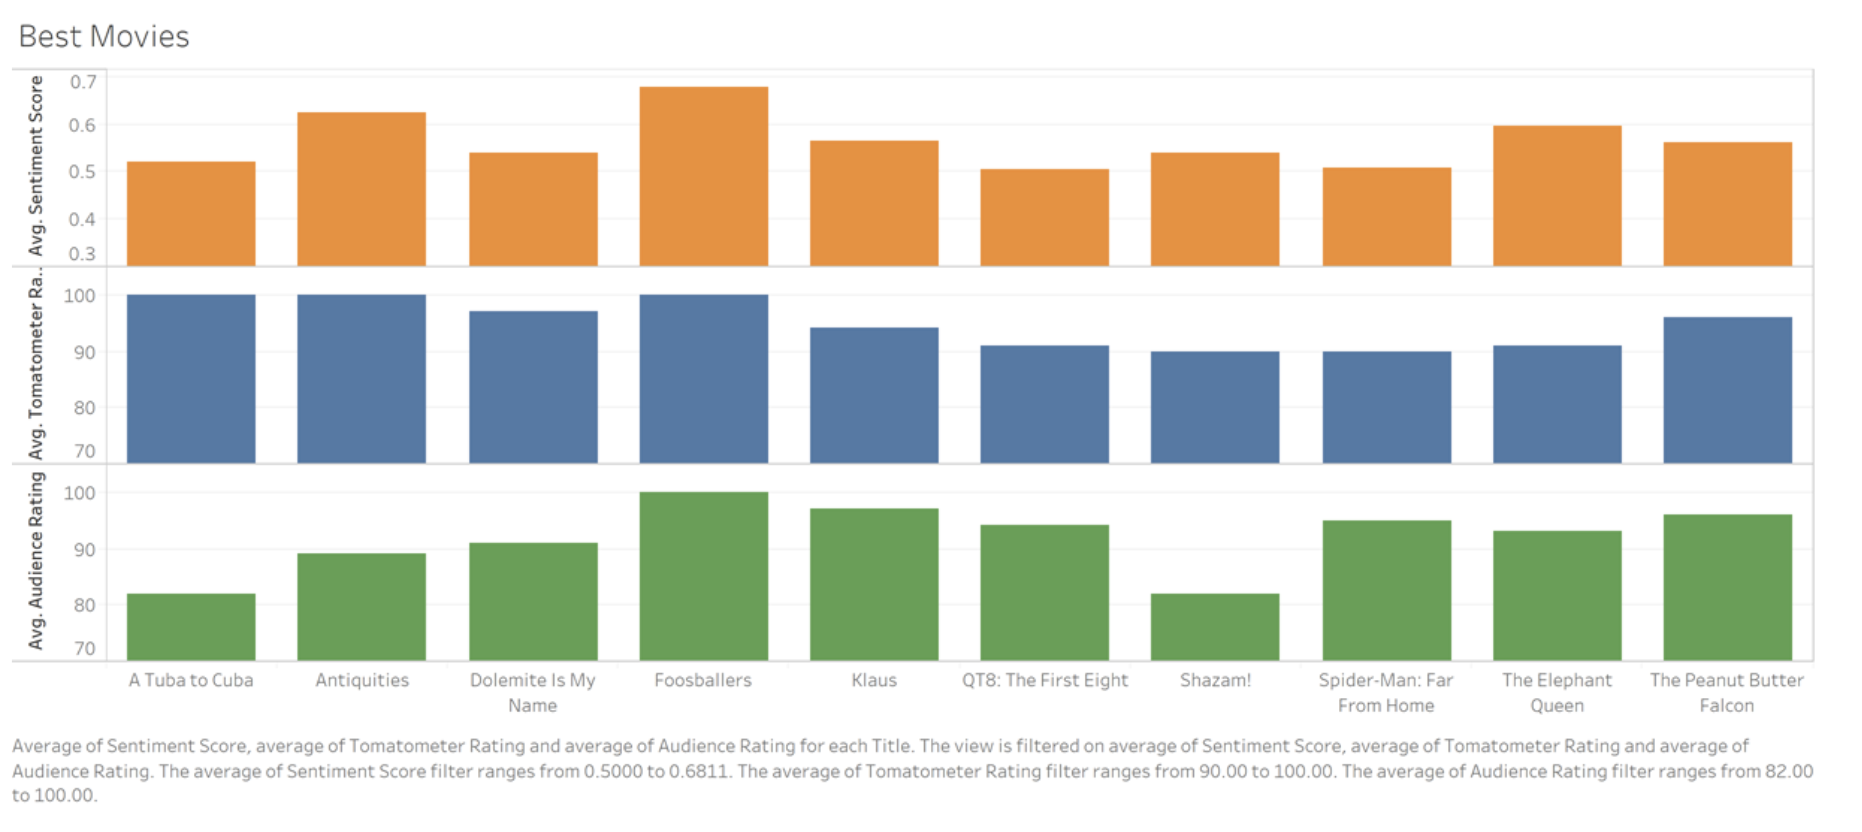 Best Movies
Avg. Sentiment Score
0.7
0.6
0.5
0.4
0.3
Avg. Tomatometer Ra..
100
90
80
70
Avg. Audience Rating
100
90
80
70
A Tuba to Cuba
Antiquities
Dolemite Is My
Name
Foosballers
Klaus
QT8: The First Eight
Shazam!
Spider-Man: Far
From Home
The Elephant
Queen
The Peanut Butter
Falcon
Average of Sentiment Score, average of Tomatometer Rating and average of Audience Rating for each Title. The view is filtered on average of Sentiment Score, average of Tomatometer Rating and average of
Audience Rating. The average of Sentiment Score filter ranges from 0.5000 to 0.6811. The average of Tomatometer Rating filter ranges from 90.00 to 100.00. The average of Audience Rating filter ranges from 82.00
to 100.00.